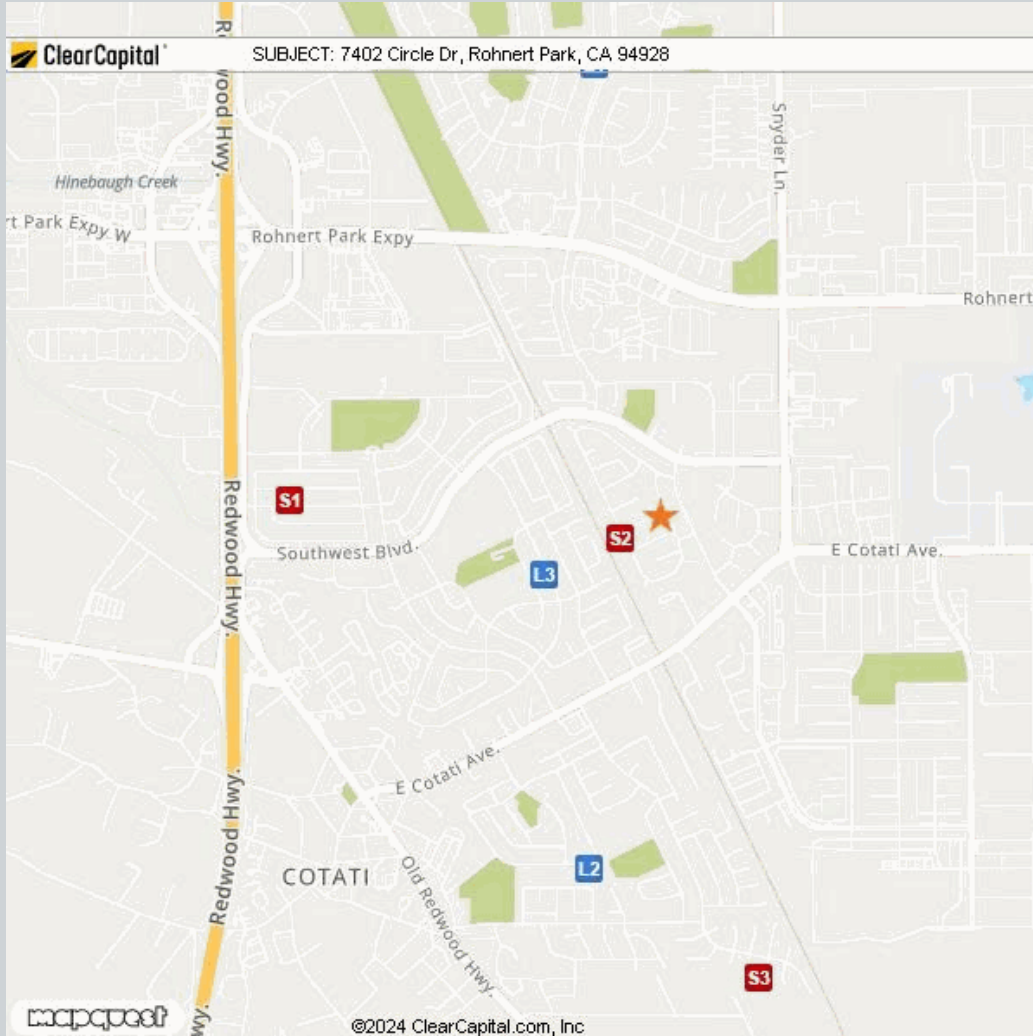 ClearCapital
SUBJECT: 7402 Circle Dr, Rohnert Park, CA 94928
Redwood Hwy.
Snyder Ln.
Hinebaugh Creek
rt Park Expy W
Rohnert Park Expy
Rohnert
S1
Redwood Hwy.
Southwest Blvd.
S2
L3
E Cotati Ave.
E Cotati Ave.
Redwood Hwy.
COTATI
Old Redwood Hwy.
L2
S3
wy.
mapquest
©2024 ClearCapital.com, Inc